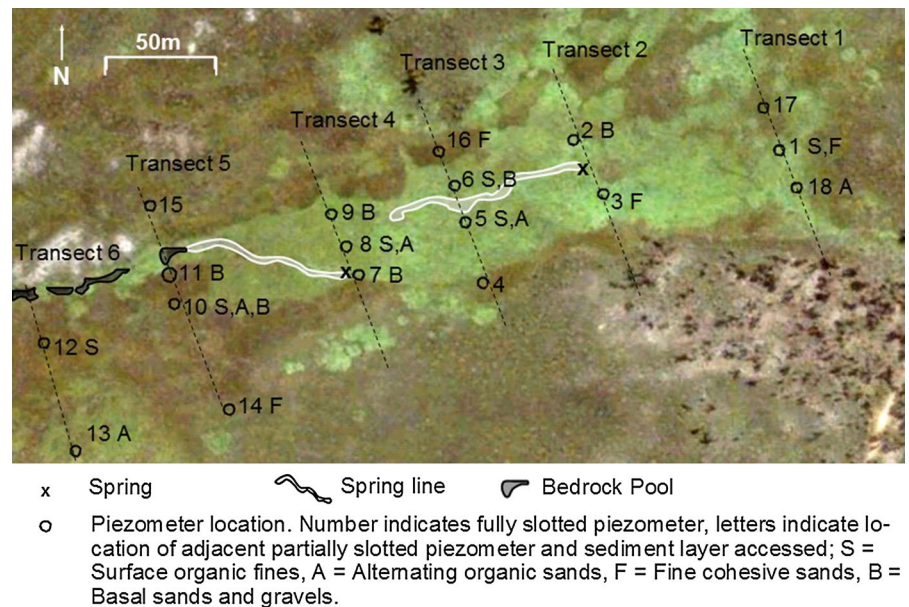 50m
N
Transect 1
Transect 2
Transect 3
Transect 4
Transect 5
Transect 6
17
1 S,F
18 A
2 B
3 F
16 F
6 S,B
5 S,A
4
9 B
8 S,A
x
7 B
x
15
11 B
10 S,A,B
14 F
12 S
13 A
x Spring Spring line Bedrock Pool
Piezometer location. Number indicates fully slotted piezometer, letters indicate lo-
cation of adjacent partially slotted piezometer and sediment layer accessed; S =
Surface organic fines, A = Alternating organic sands, F = Fine cohesive sands, B =
Basal sands and gravels.